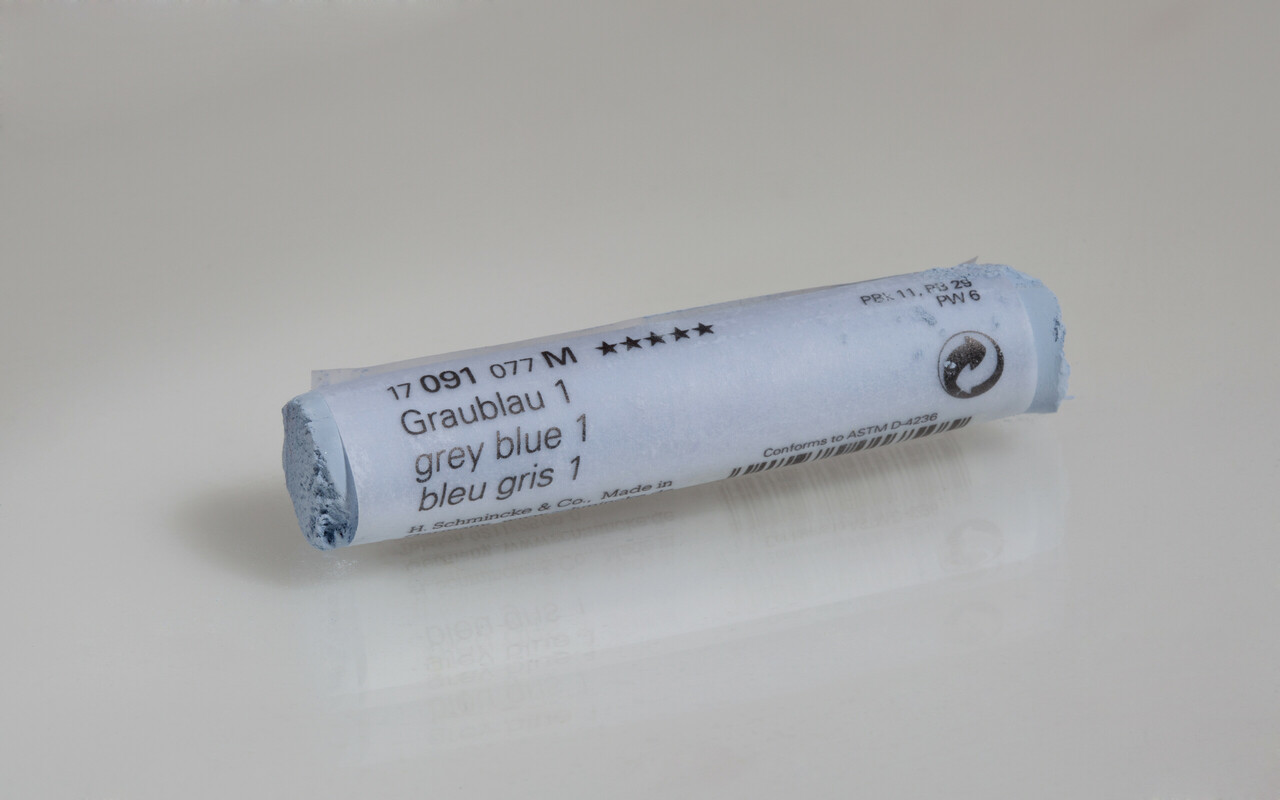 17 091 077 M ★★★★★
Graublau 1
grey blue 1
bleu gris 1
H. Schmincke & Co., Made in
PBk 11, PB 29
PW 6
Conforms to ASTM D-4236